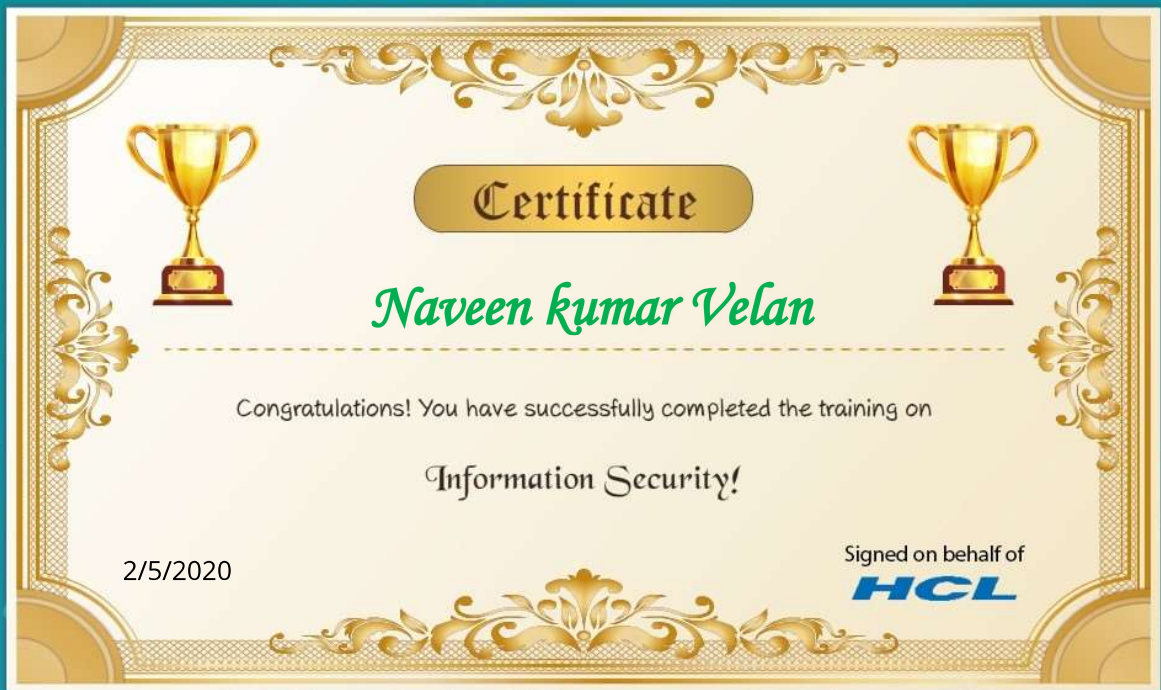 Certificate
Naveen kumar Velan
Congratulations! You have successfully completed the training on
Information Security!
2/5/2020
Signed on behalf of
HCL